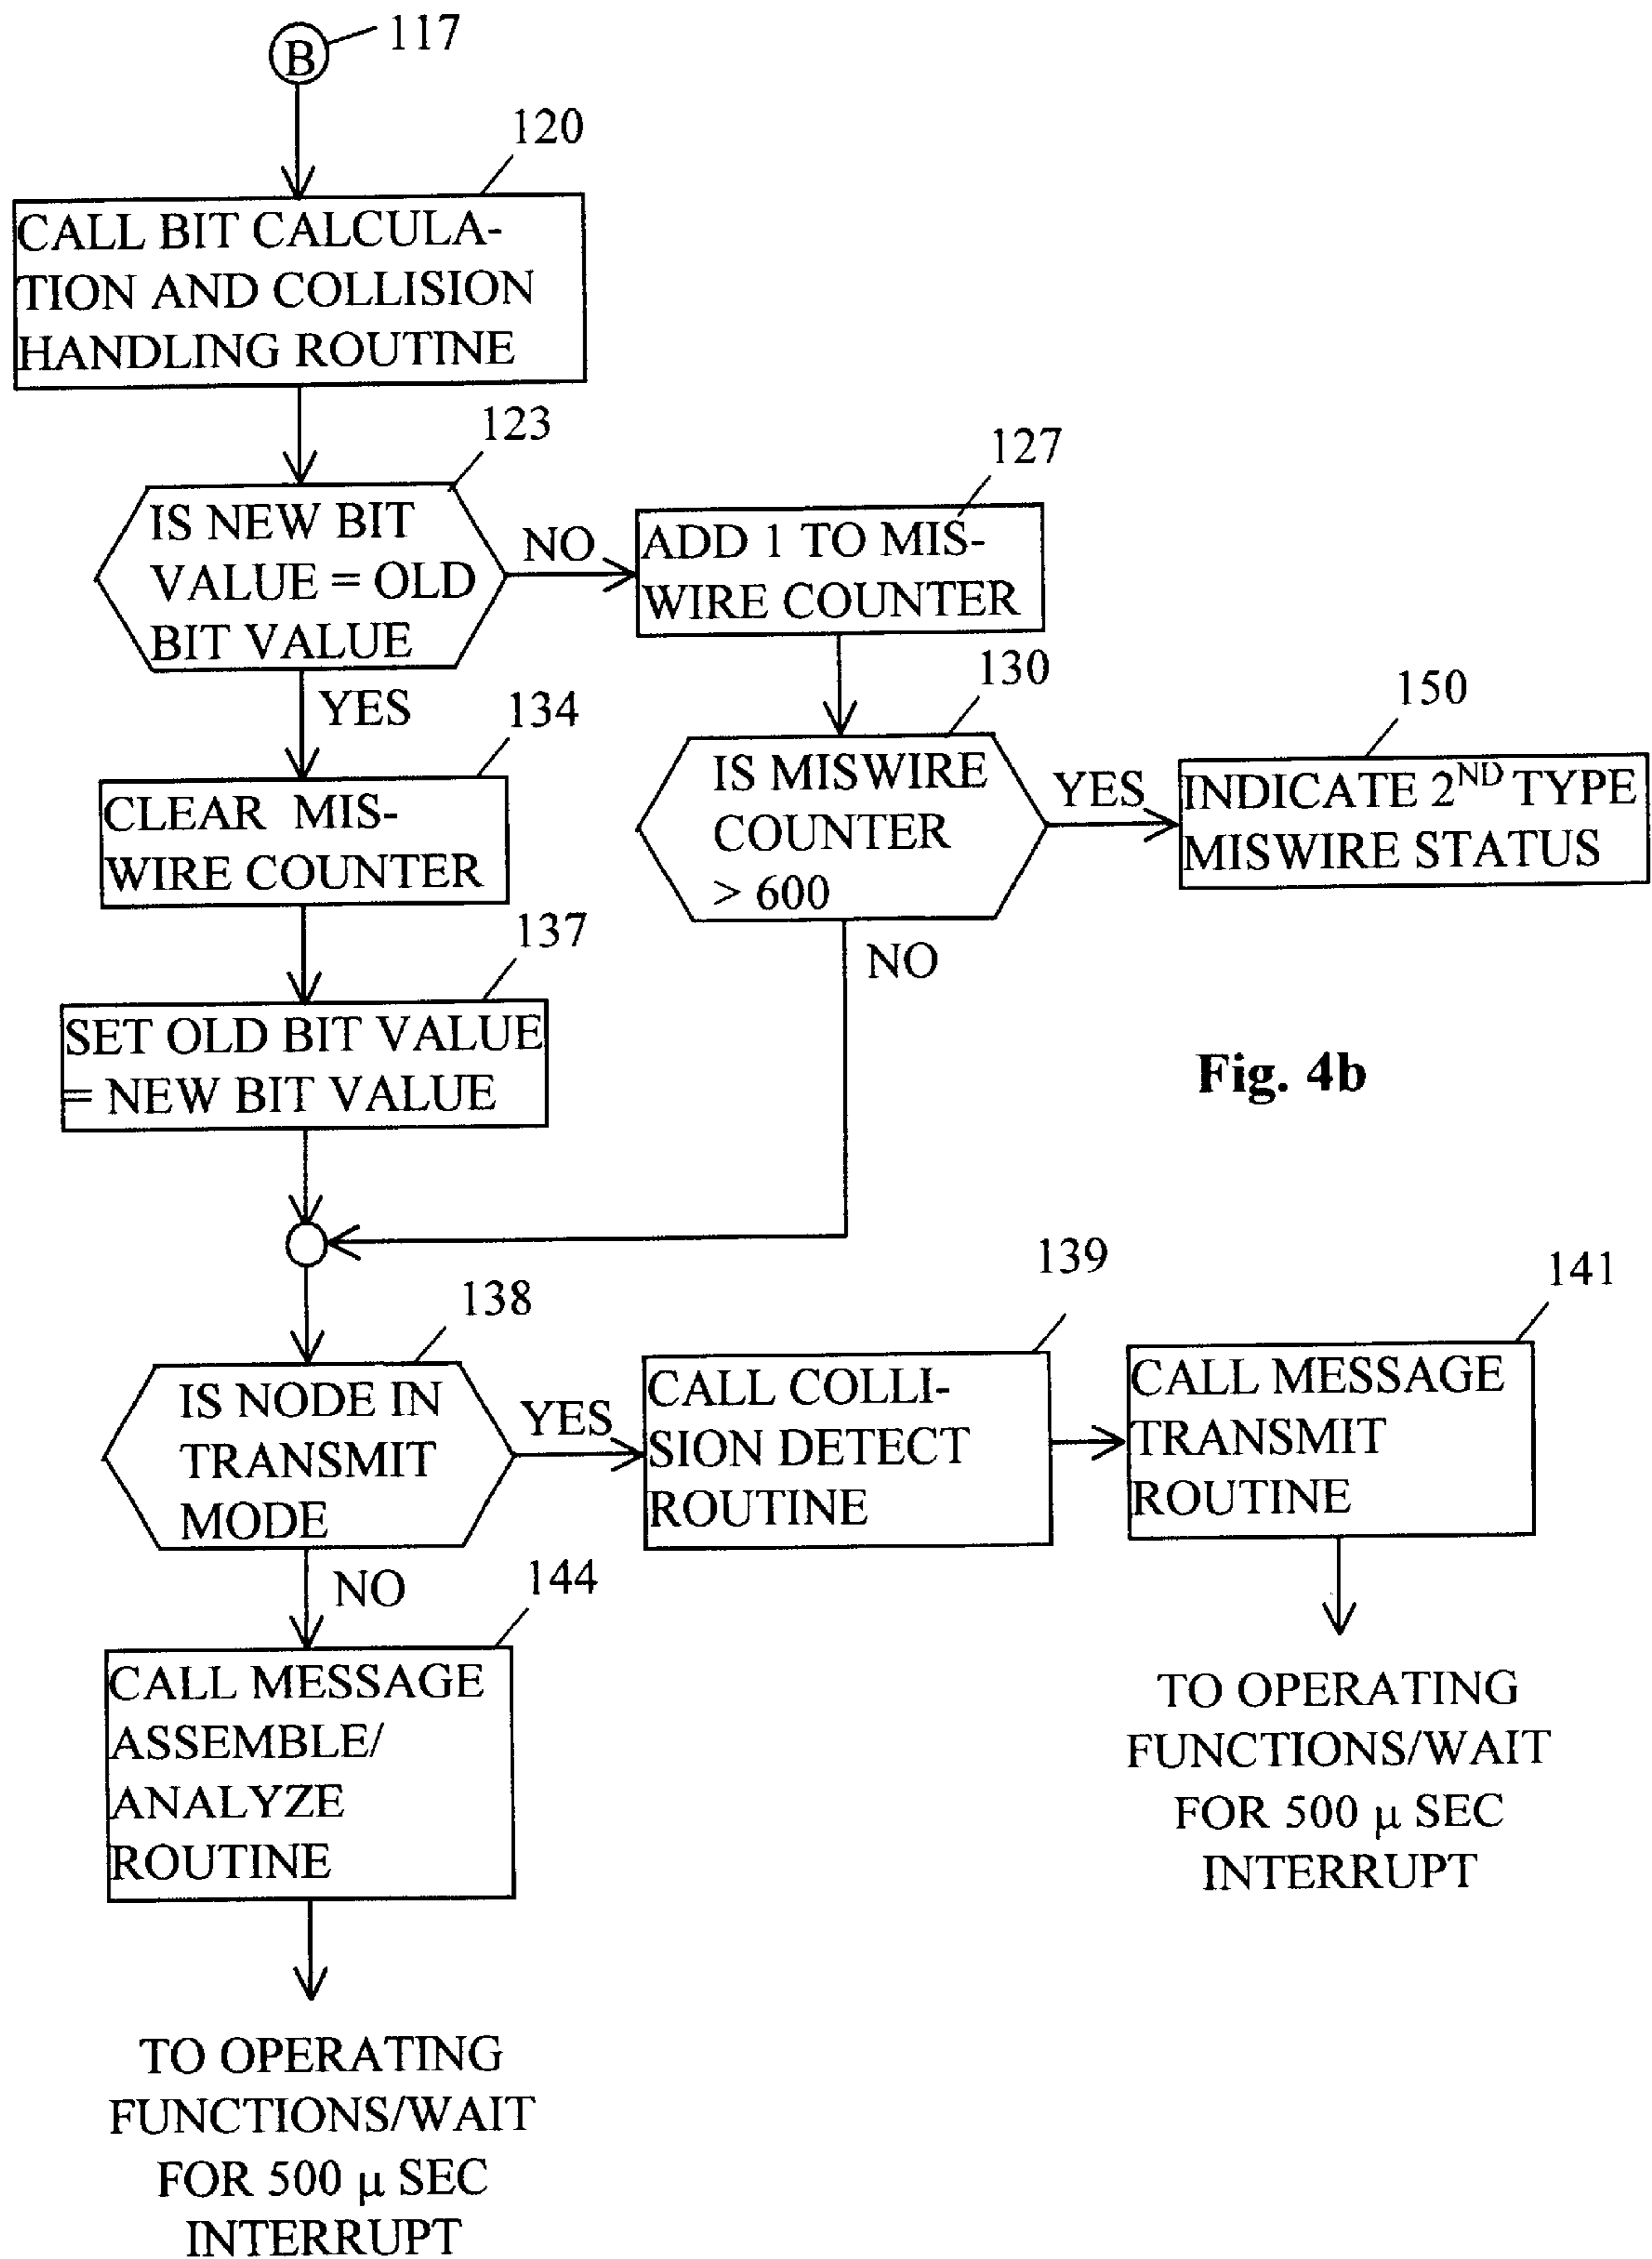 B
117
120
CALL BIT CALCULA-
TION AND COLLISION
HANDLING ROUTINE
123
IS NEW BIT
VALUE = OLD
BIT VALUE
NO
127
ADD 1 TO MIS-
WIRE COUNTER
YES
130
IS MISWIRE
COUNTER
> 600
YES
150
INDICATE 2ND TYPE
MISWIRE STATUS
134
CLEAR MIS-
WIRE COUNTER
NO
137
SET OLD BIT VALUE
= NEW BIT VALUE
Fig. 4b
138
IS NODE IN
TRANSMIT
MODE
YES
139
CALL COLLI-
SION DETECT
ROUTINE
141
CALL MESSAGE
TRANSMIT
ROUTINE
TO OPERATING
FUNCTIONS/WAIT
FOR 500 μ SEC
INTERRUPT
NO
144
CALL MESSAGE
ASSEMBLE/
ANALYZE
ROUTINE
TO OPERATING
FUNCTIONS/WAIT
FOR 500 μ SEC
INTERRUPT